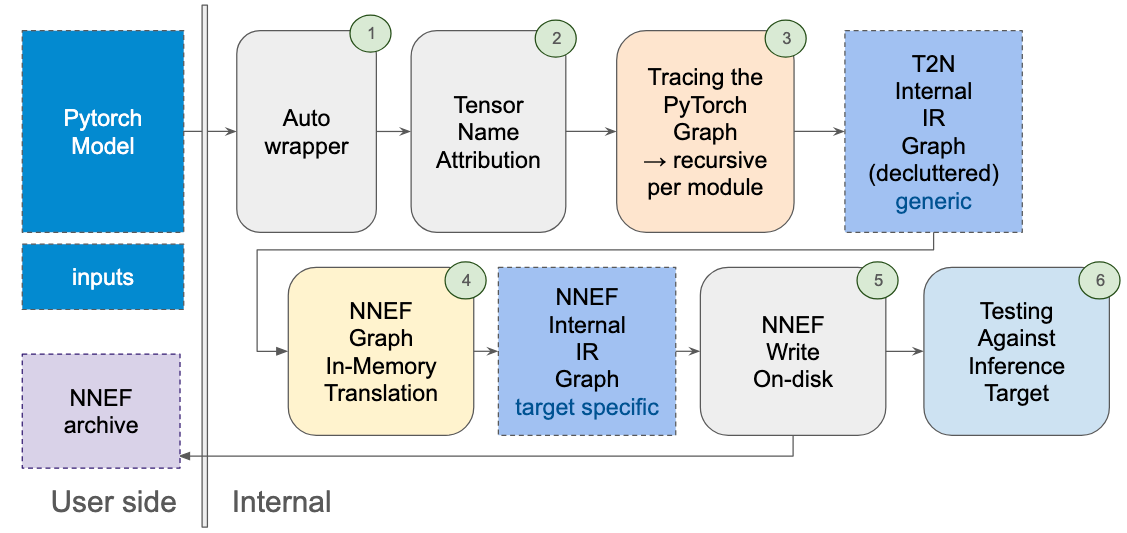 Pytorch
Model
inputs
1
Auto
wrapper
2
Tensor
Name
Attribution
3
Tracing the
PyTorch
Graph
→ recursive
per module
T2N
Internal
IR
Graph
(decluttered)
generic
4
NNEF
Graph
In-Memory
Translation
NNEF
Internal
IR
Graph
target specific
5
NNEF
Write
On-disk
6
Testing
Against
Inference
Target
NNEF
archive
User side
Internal